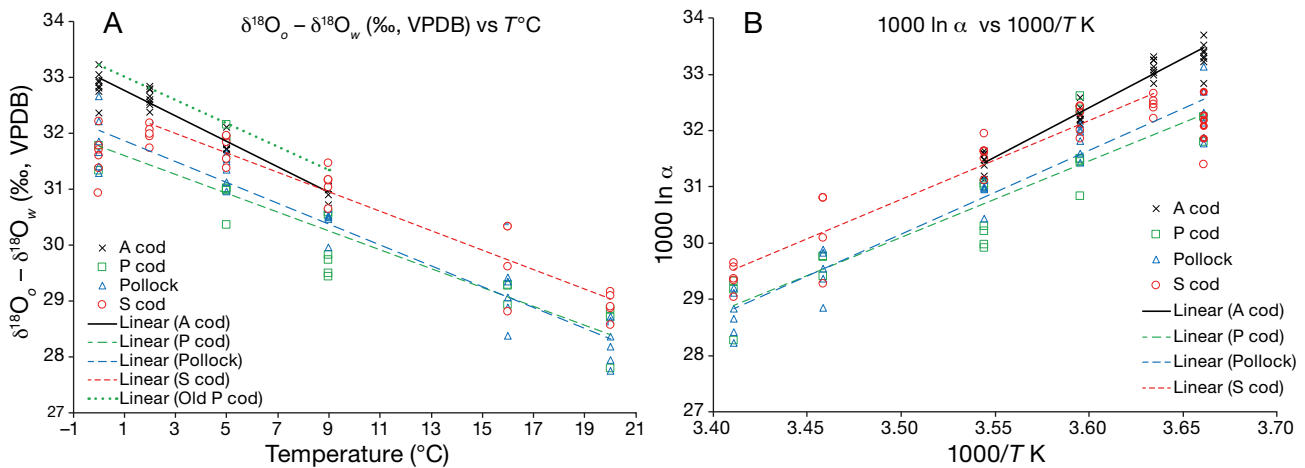 A
δ18Oo – δ18Ow (‰, VPDB) vs T°C
34
33
32
31
30
29
28
27
δ18Oo – δ18Ow (‰, VPDB)
A cod
P cod
Pollock
S cod
Linear (A cod)
Linear (P cod)
Linear (Pollock)
Linear (S cod)
Linear (Old P cod)
–1 1 3 5 7 9 11 13 15 17 19 21
Temperature (°C)
B
1000 ln α vs 1000/T K
34
33
32
31
30
29
28
27
1000 ln α
A cod
P cod
Pollock
S cod
Linear (A cod)
Linear (P cod)
Linear (Pollock)
Linear (S cod)
3.40 3.45 3.50 3.55 3.60 3.65 3.70
1000/T K